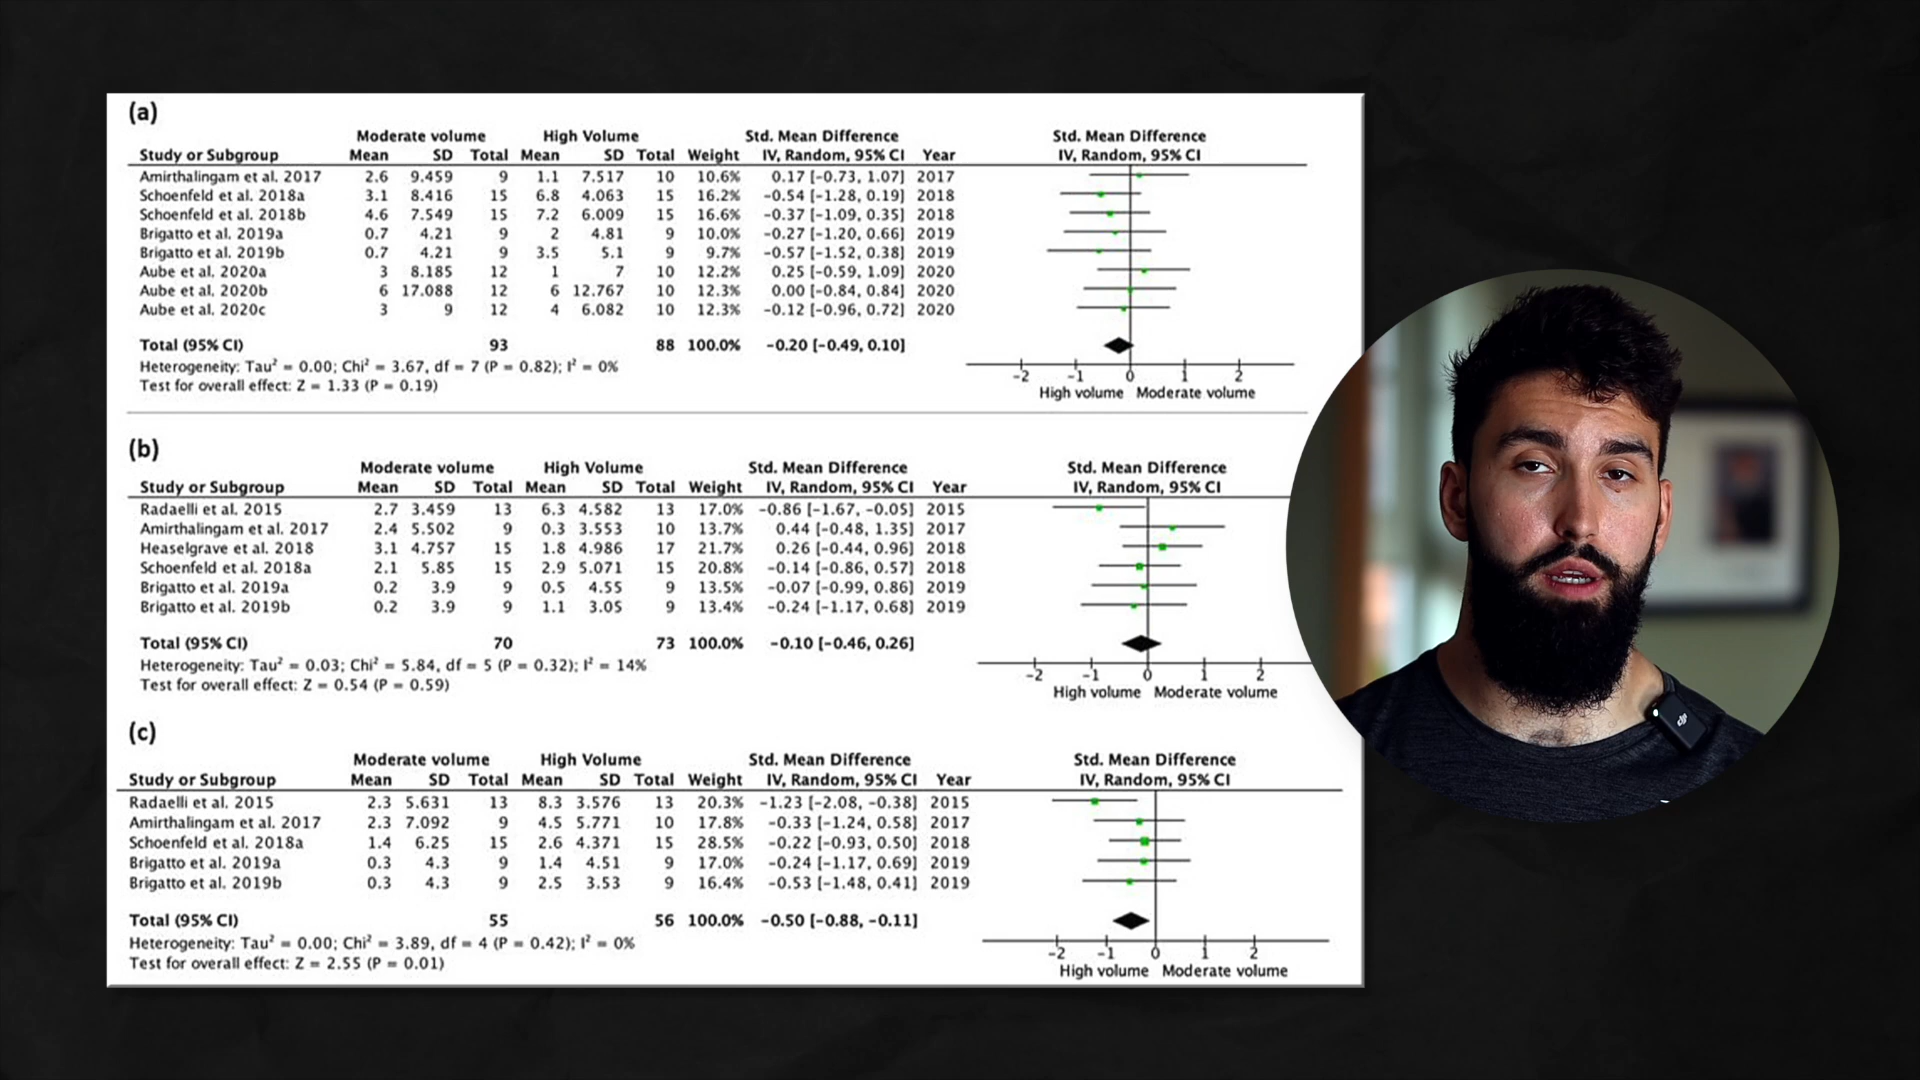 (a)
Moderate volume High Volume Std. Mean Difference Std. Mean Difference
Study or Subgroup Mean SD Total Mean SD Total Weight IV, Random, 95% CI Year IV, Random, 95% CI
Amirthalingam et al. 2017 2.6 9.459 9 1.1 7.517 10 10.6% 0.17 [-0.73, 1.07] 2017
Schoenfeld et al. 2018a 3.1 8.416 15 6.8 4.063 15 16.2% -0.54 [-1.28, 0.19] 2018
Schoenfeld et al. 2018b 4.6 7.549 15 7.2 6.009 15 16.6% -0.37 [-1.09, 0.35] 2018
Brigatto et al. 2019a 0.7 4.21 9 2 4.81 9 10.0% -0.27 [-1.20, 0.66] 2019
Brigatto et al. 2019b 0.7 4.21 9 3.5 5.1 9 9.7% -0.57 [-1.52, 0.38] 2019
Aube et al. 2020a 3 8.185 12 1 7 10 12.2% 0.25 [-0.59, 1.09] 2020
Aube et al. 2020b 6 17.088 12 6 12.767 10 12.3% 0.00 [-0.84, 0.84] 2020
Aube et al. 2020c 3 9 12 4 6.082 10 12.3% -0.12 [-0.96, 0.72] 2020
Total (95% CI) 93 88 100.0% -0.20 [-0.49, 0.10]
Heterogeneity: Tau² = 0.00; Chi² = 3.67, df = 7 (P = 0.82); I² = 0%
Test for overall effect: Z = 1.33 (P = 0.19)
-2 -1 0 1 2
High volume Moderate volume
(b)
Moderate volume High Volume Std. Mean Difference Std. Mean Difference
Study or Subgroup Mean SD Total Mean SD Total Weight IV, Random, 95% CI Year IV, Random, 95% CI
Radaelli et al. 2015 2.7 3.459 13 6.3 4.582 13 17.0% -0.86 [-1.67, -0.05] 2015
Amirthalingam et al. 2017 2.4 5.502 9 0.3 3.553 10 13.7% 0.44 [-0.48, 1.35] 2017
Heaselgrave et al. 2018 3.1 4.757 15 1.8 4.986 17 21.7% 0.26 [-0.44, 0.96] 2018
Schoenfeld et al. 2018a 2.1 5.85 15 2.9 5.071 15 20.8% -0.14 [-0.86, 0.57] 2018
Brigatto et al. 2019a 0.2 3.9 9 0.5 4.55 9 13.5% -0.07 [-0.99, 0.86] 2019
Brigatto et al. 2019b 0.2 3.9 9 1.1 3.05 9 13.4% -0.24 [-1.17, 0.68] 2019
Total (95% CI) 70 73 100.0% -0.10 [-0.46, 0.26]
Heterogeneity: Tau² = 0.03; Chi² = 5.84, df = 5 (P = 0.32); I² = 14%
Test for overall effect: Z = 0.54 (P = 0.59)
-2 -1 0 1 2
High volume Moderate volume
(c)
Moderate volume High Volume Std. Mean Difference Std. Mean Difference
Study or Subgroup Mean SD Total Mean SD Total Weight IV, Random, 95% CI Year IV, Random, 95% CI
Radaelli et al. 2015 2.3 5.631 13 8.3 3.576 13 20.3% -1.23 [-2.08, -0.38] 2015
Amirthalingam et al. 2017 2.3 7.092 9 4.5 5.771 10 17.8% -0.33 [-1.24, 0.58] 2017
Schoenfeld et al. 2018a 1.4 6.25 15 2.6 4.371 15 28.5% -0.22 [-0.93, 0.50] 2018
Brigatto et al. 2019a 0.3 4.3 9 1.4 4.51 9 17.0% -0.24 [-1.17, 0.69] 2019
Brigatto et al. 2019b 0.3 4.3 9 2.5 3.53 9 16.4% -0.53 [-1.48, 0.41] 2019
Total (95% CI) 55 56 100.0% -0.50 [-0.88, -0.11]
Heterogeneity: Tau² = 0.00; Chi² = 3.89, df = 4 (P = 0.42); I² = 0%
Test for overall effect: Z = 2.55 (P = 0.01)
-2 -1 0 1 2
High volume Moderate volume
dji